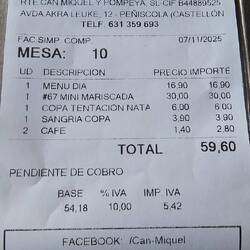 RTE.CAN MIQUEL Y POMPEYA, SL-CIF B44889525
AVDA AKRA LEUKE, 12 - PEÑISCOLA (CASTELLÓN
TELF. 631 359 693
FAC.SIMP. COMP. 07/11/2025
MESA: 10
UD DESCRIPCION PRECIO IMPORTE
1 MENU DIA 16,90 16,90
1 #67 MINI MARISCADA 30,00 30,00
1 COPA TENTACION NATA 6,00 6,00
1 SANGRIA COPA 3,90 3,90
2 CAFE 1,40 2,80
TOTAL 59,60
PENDIENTE DE COBRO
BASE % IVA IMP. IVA
54,18 10,00 5,42
FACEBOOK: /Can-Miquel